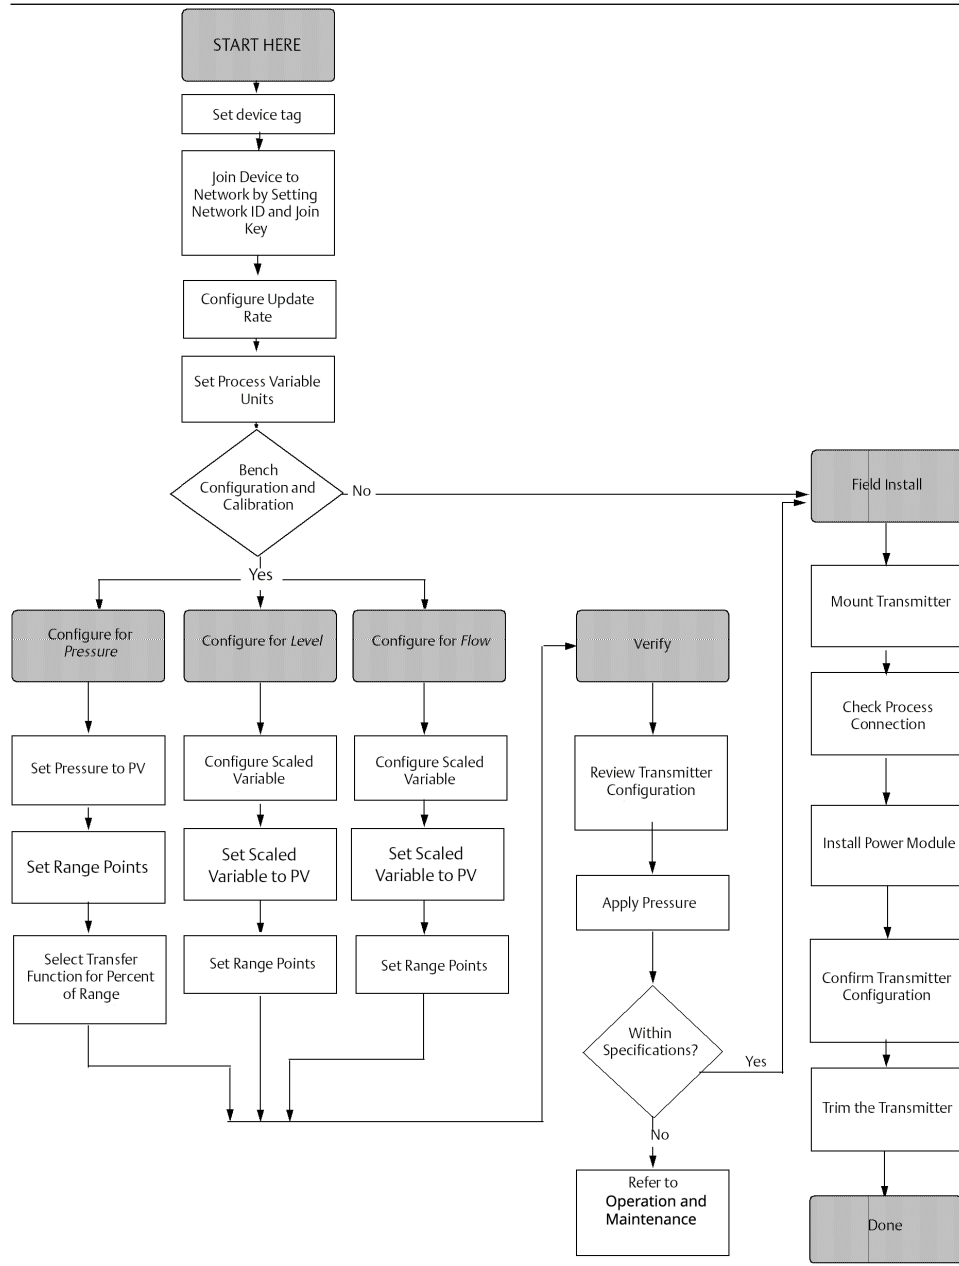 START HERE
Set device tag
Join Device to
Network by Setting
Network ID and Join
Key
Configure Update
Rate
Set Process Variable
Units
Bench
Configuration and
Calibration
No
Yes
Configure for
Pressure
Set Pressure to PV
Set Range Points
Select Transfer
Function for Percent
of Range
Configure for Level
Configure Scaled
Variable
Set Scaled
Variable to PV
Set Range Points
Configure for Flow
Configure Scaled
Variable
Set Scaled
Variable to PV
Set Range Points
Verify
Review Transmitter
Configuration
Apply Pressure
Within
Specifications?
Yes
No
Refer to
Operation and
Maintenance
Field Install
Mount Transmitter
Check Process
Connection
Install Power Module
Confirm Transmitter
Configuration
Trim the Transmitter
Done